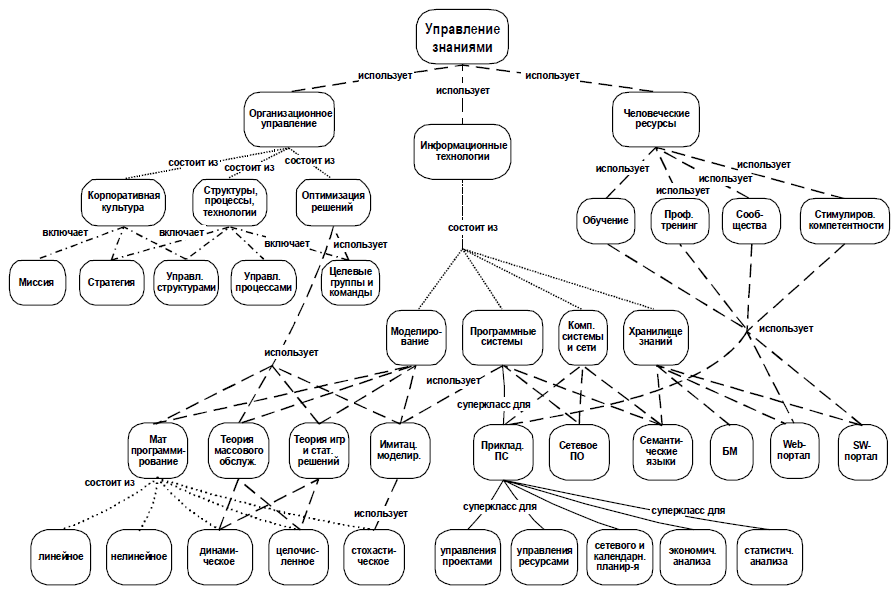 Управление
знаниями
использует
использует
использует
Организационное
управление
Информационные
технологии
Человеческие
ресурсы
состоит из
состоит из
состоит из
использует
использует
использует
использует
Корпоративная
культура
Структуры,
процессы,
технологии
Оптимизация
решений
Обучение
Проф.
тренинг
Сооб-
щества
Стимулиров.
компетентности
включает
включает
включает
использует
состоит из
Миссия
Стратегия
Управл.
структурами
Управл.
процессами
Целевые
группы и
команды
Моделиро-
вание
Программные
системы
Комп.
системы
и сети
Хранилище
знаний
использует
использует
использует
суперкласс для
Мат
программи-
рование
Теория
массового
обслуж.
Теория игр
и стат.
решений
Имитац.
моделир.
Приклад.
ПС
Сетевое
ПО
Семанти-
ческие
языки
БМ
Web-
портал
SW-
портал
состоит из
использует
суперкласс для
суперкласс для
линейное
нелинейное
динами-
ческое
целочис-
ленное
стохасти-
ческое
управления
проектами
управления
ресурсами
сетевого и
календарн.
планир-я
экономич.
анализа
статистич.
анализа